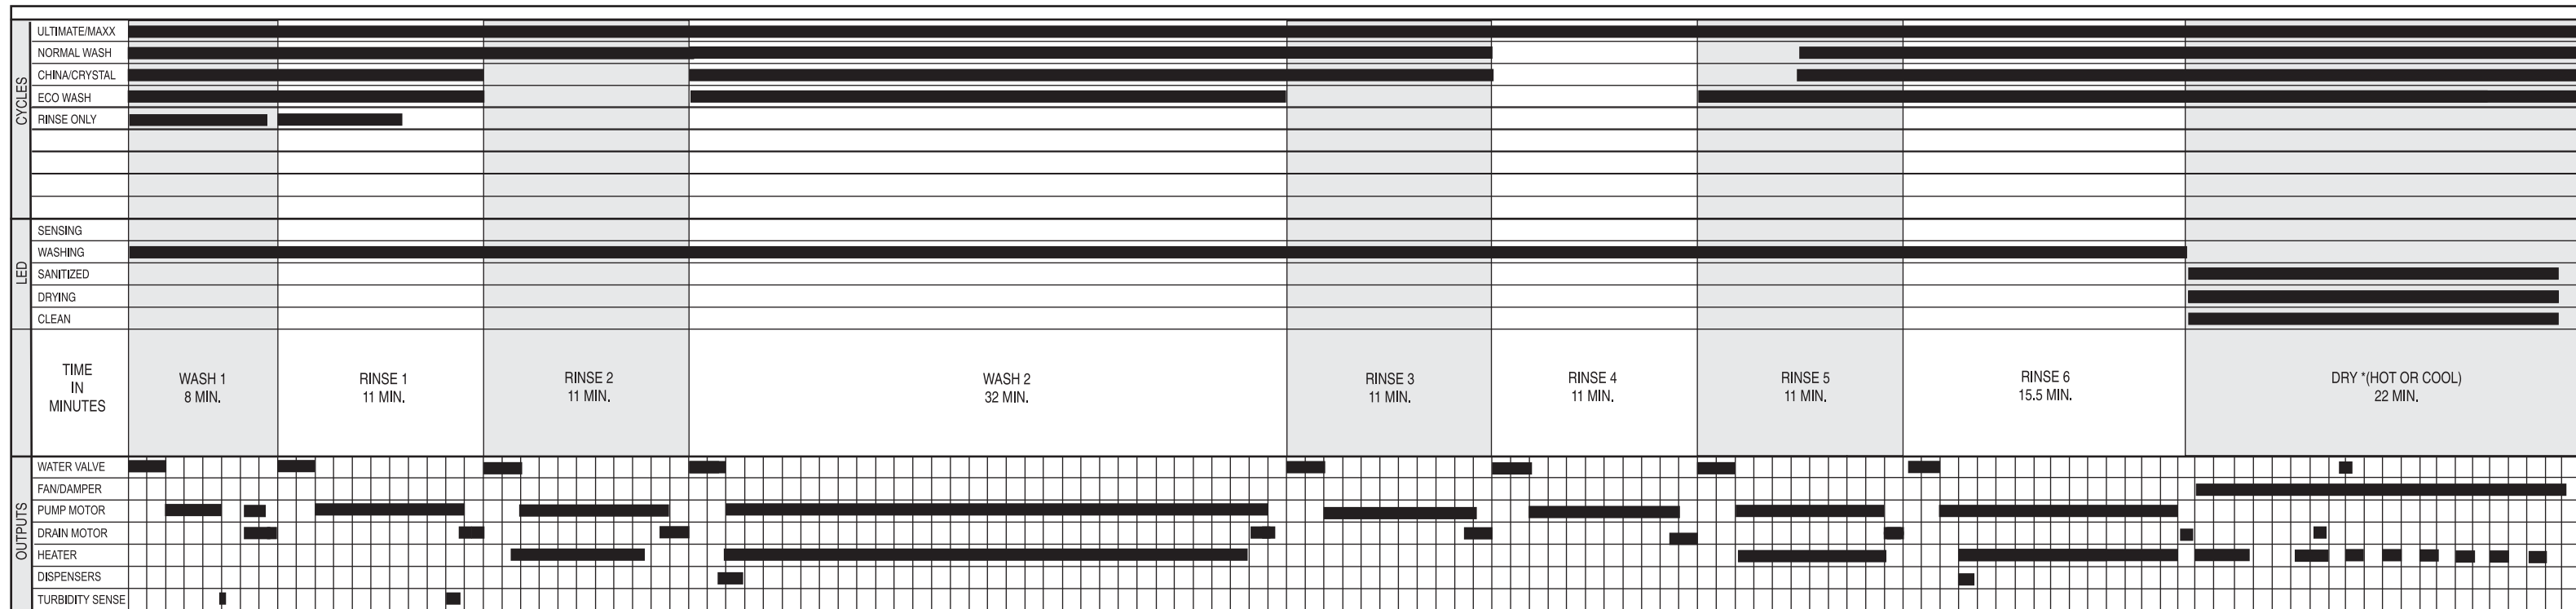 CYCLES
ULTIMATE/MAXX
NORMAL WASH
CHINA/CRYSTAL
ECO WASH
RINSE ONLY
LED
SENSING
WASHING
SANITIZED
DRYING
CLEAN
TIME
IN
MINUTES
WASH 1
8 MIN.
RINSE 1
11 MIN.
RINSE 2
11 MIN.
WASH 2
32 MIN.
RINSE 3
11 MIN.
RINSE 4
11 MIN.
RINSE 5
11 MIN.
RINSE 6
15.5 MIN.
DRY *(HOT OR COOL)
22 MIN.
OUTPUTS
WATER VALVE
FAN/DAMPER
PUMP MOTOR
DRAIN MOTOR
HEATER
DISPENSERS
TURBIDITY SENSE